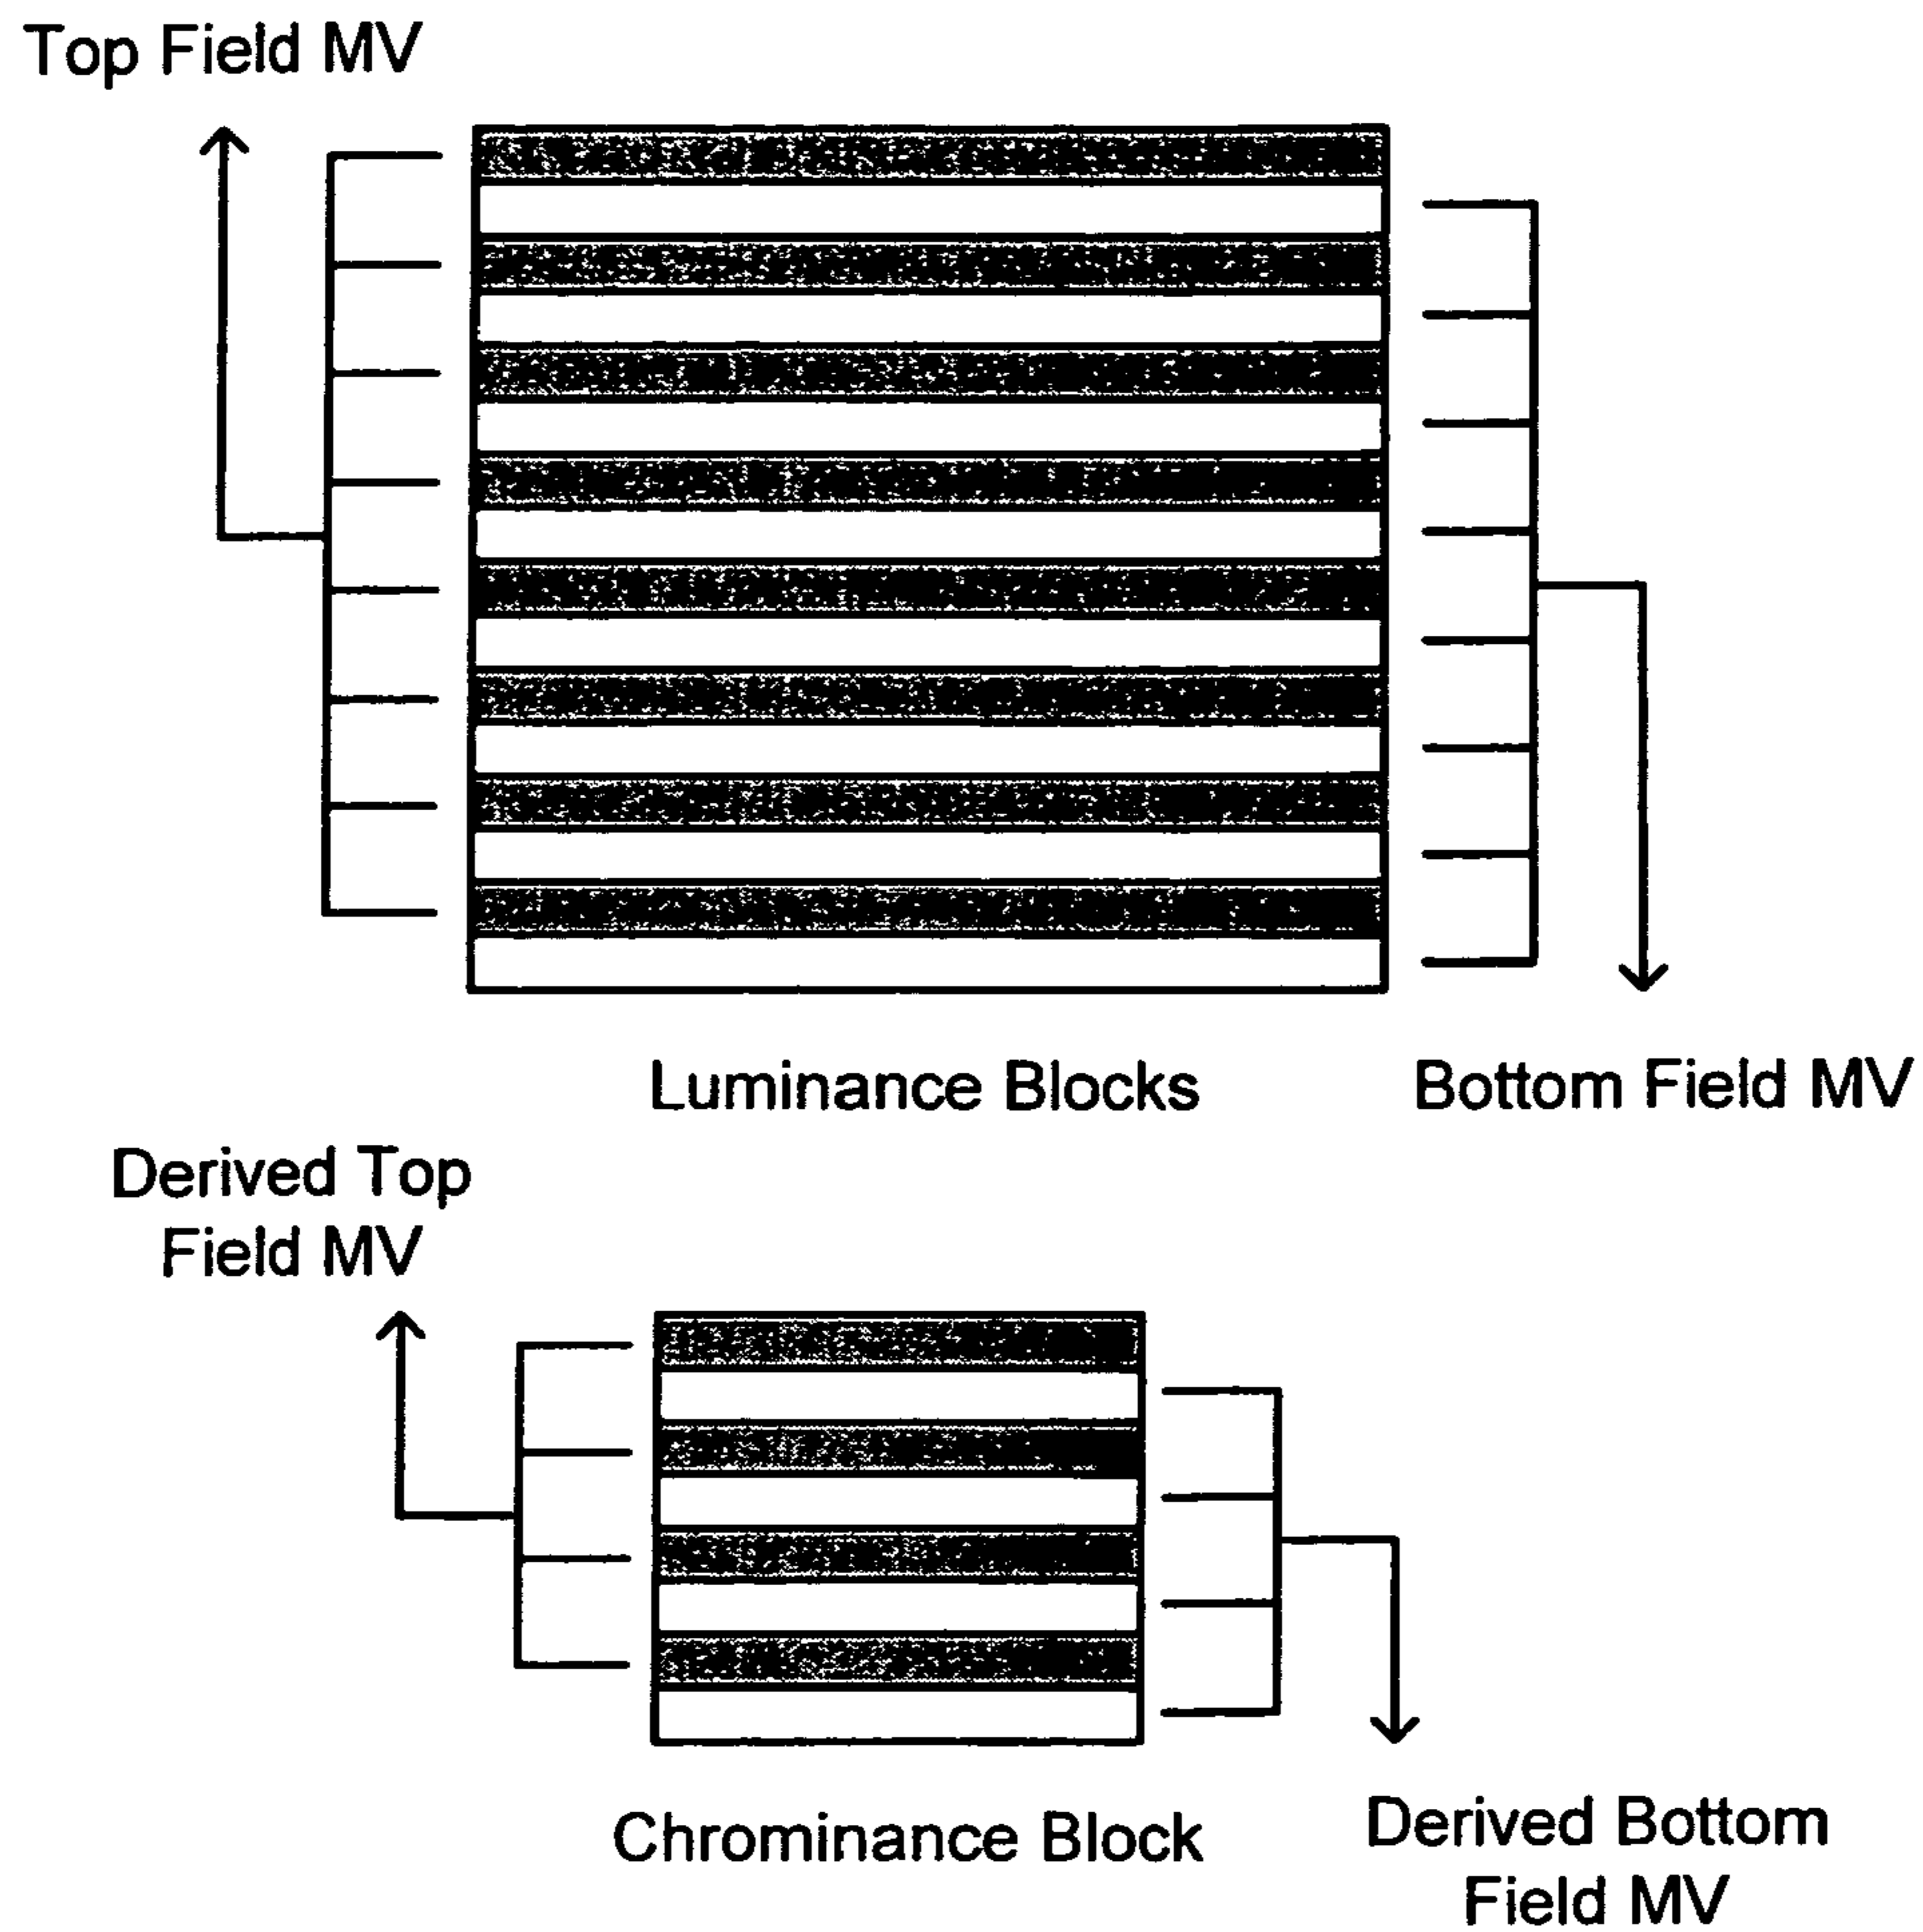 Top Field MV
Luminance Blocks
Bottom Field MV
Derived Top
Field MV
Chrominance Block
Derived Bottom
Field MV